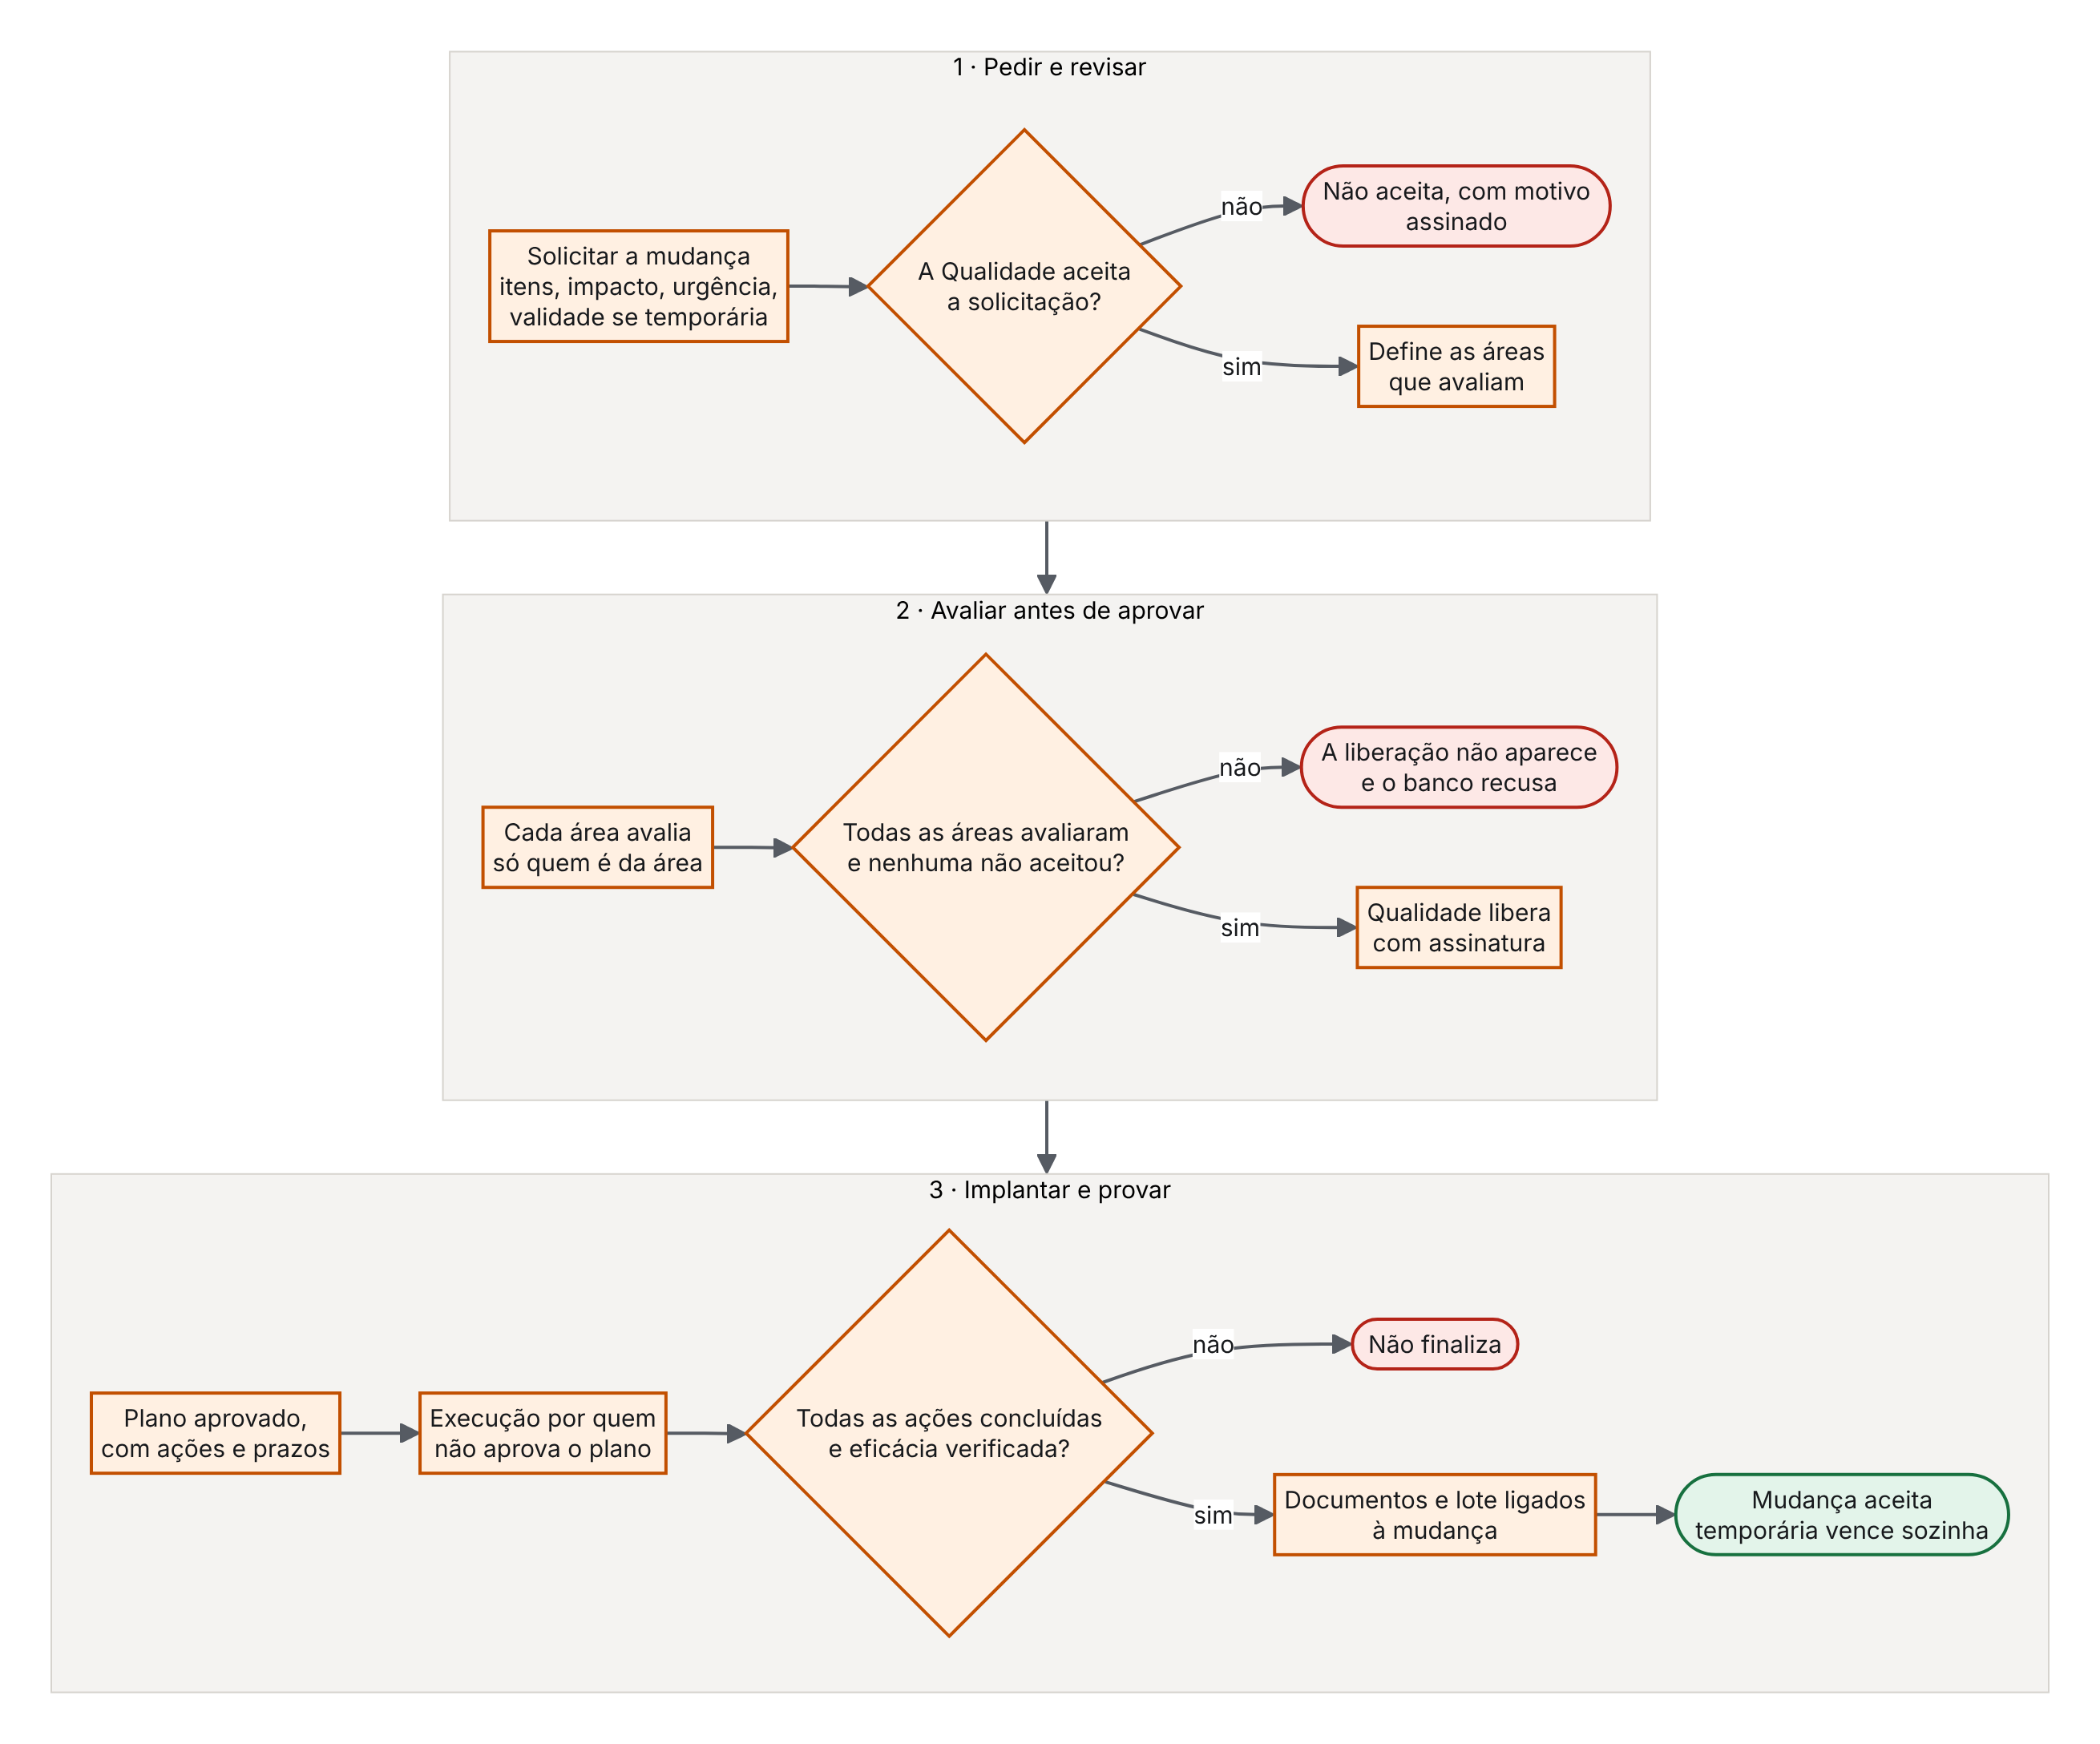 1 · Pedir e revisar
Solicitar a mudança
itens, impacto, urgência,
validade se temporária
A Qualidade aceita
a solicitação?
não
Não aceita, com motivo
assinado
sim
Define as áreas
que avaliam
2 · Avaliar antes de aprovar
Cada área avalia
só quem é da área
Todas as áreas avaliaram
e nenhuma não aceitou?
não
A liberação não aparece
e o banco recusa
sim
Qualidade libera
com assinatura
3 · Implantar e provar
Plano aprovado,
com ações e prazos
Execução por quem
não aprova o plano
Todas as ações concluídas
e eficácia verificada?
não
Não finaliza
sim
Documentos e lote ligados
à mudança
Mudança aceita
temporária vence sozinha